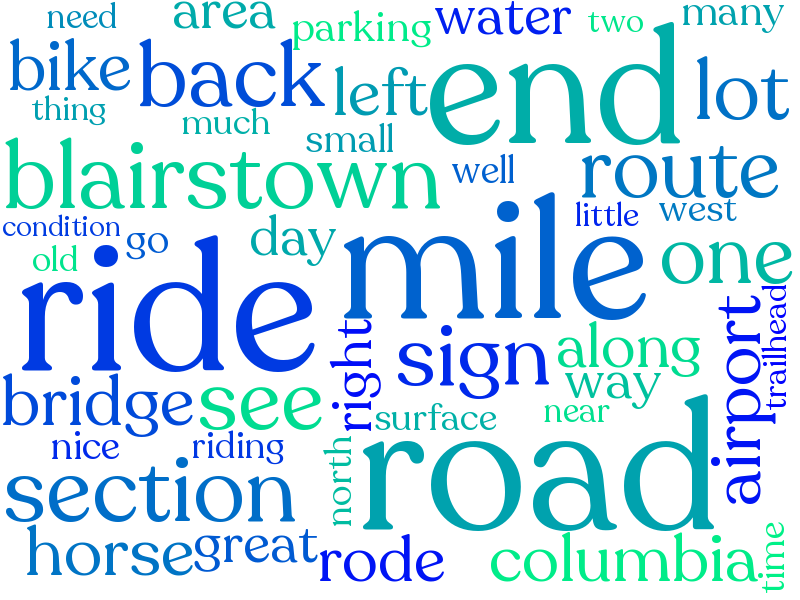 need
area
parking
water
two
many
bike
back
left
end
lot
thing
much
small
blairstown
well
route
condition
go
day
little
west
old
ride
mile
one
right
sign
along
airport
trailhead
bridge
see
surface
way
near
nice
riding
north
road
section
horse
great
rode
columbia
time